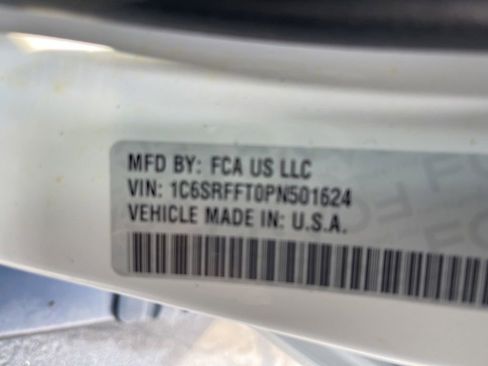 MFD BY: FCA US LLC
VIN: 1C6SRFFT0PN501624
VEHICLE MADE IN: U.S.A.